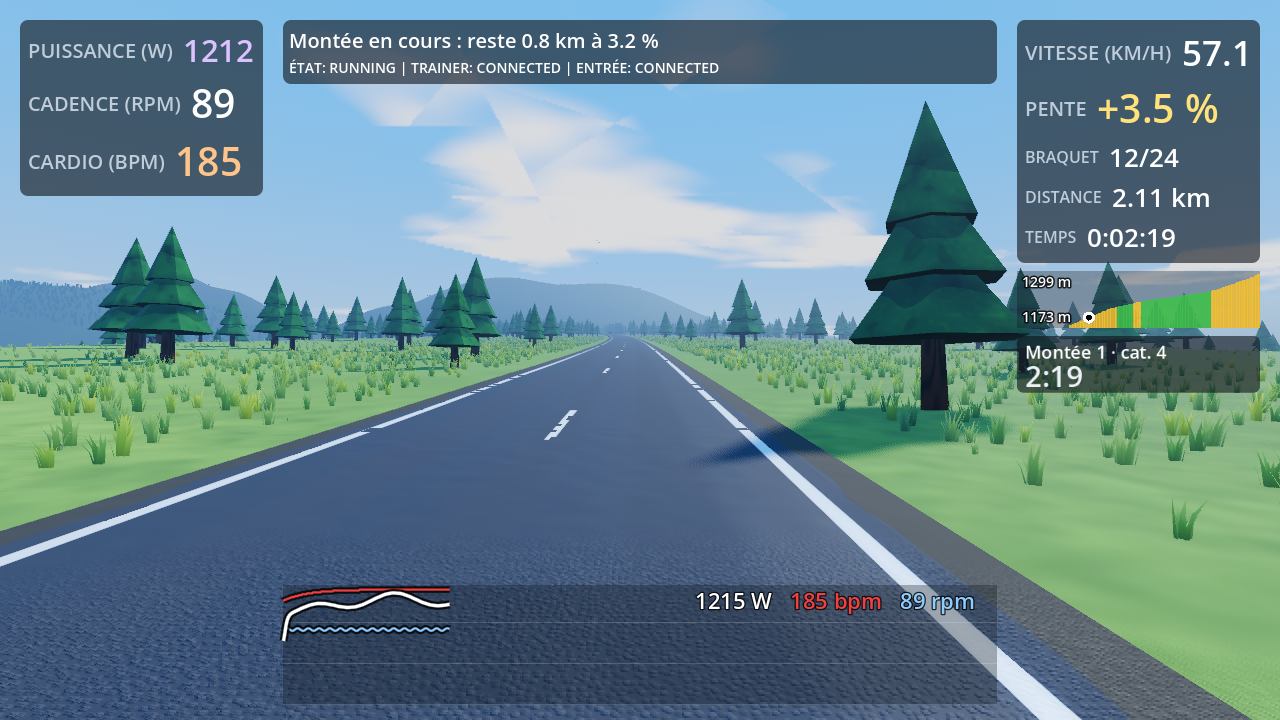 PUISSANCE (W) 1212
CADENCE (RPM) 89
CARDIO (BPM) 185
Montée en cours : reste 0.8 km à 3.2 %
ÉTAT: RUNNING | TRAINER: CONNECTED | ENTRÉE: CONNECTED
VITESSE (KM/H) 57.1
PENTE +3.5 %
BRAQUET 12/24
DISTANCE 2.11 km
TEMPS 0:02:19
1299 m
1173 m
Montée 1 · cat. 4
2:19
1215 W 185 bpm 89 rpm